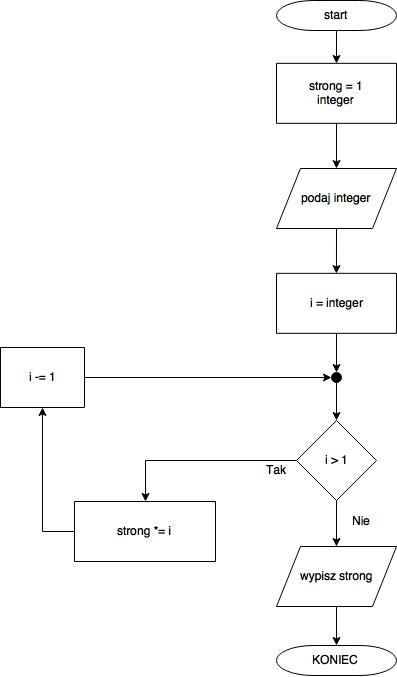 start
strong = 1
integer
podaj integer
i = integer
i -= 1
i > 1
Tak
strong *= i
Nie
wypisz strong
KONIEC